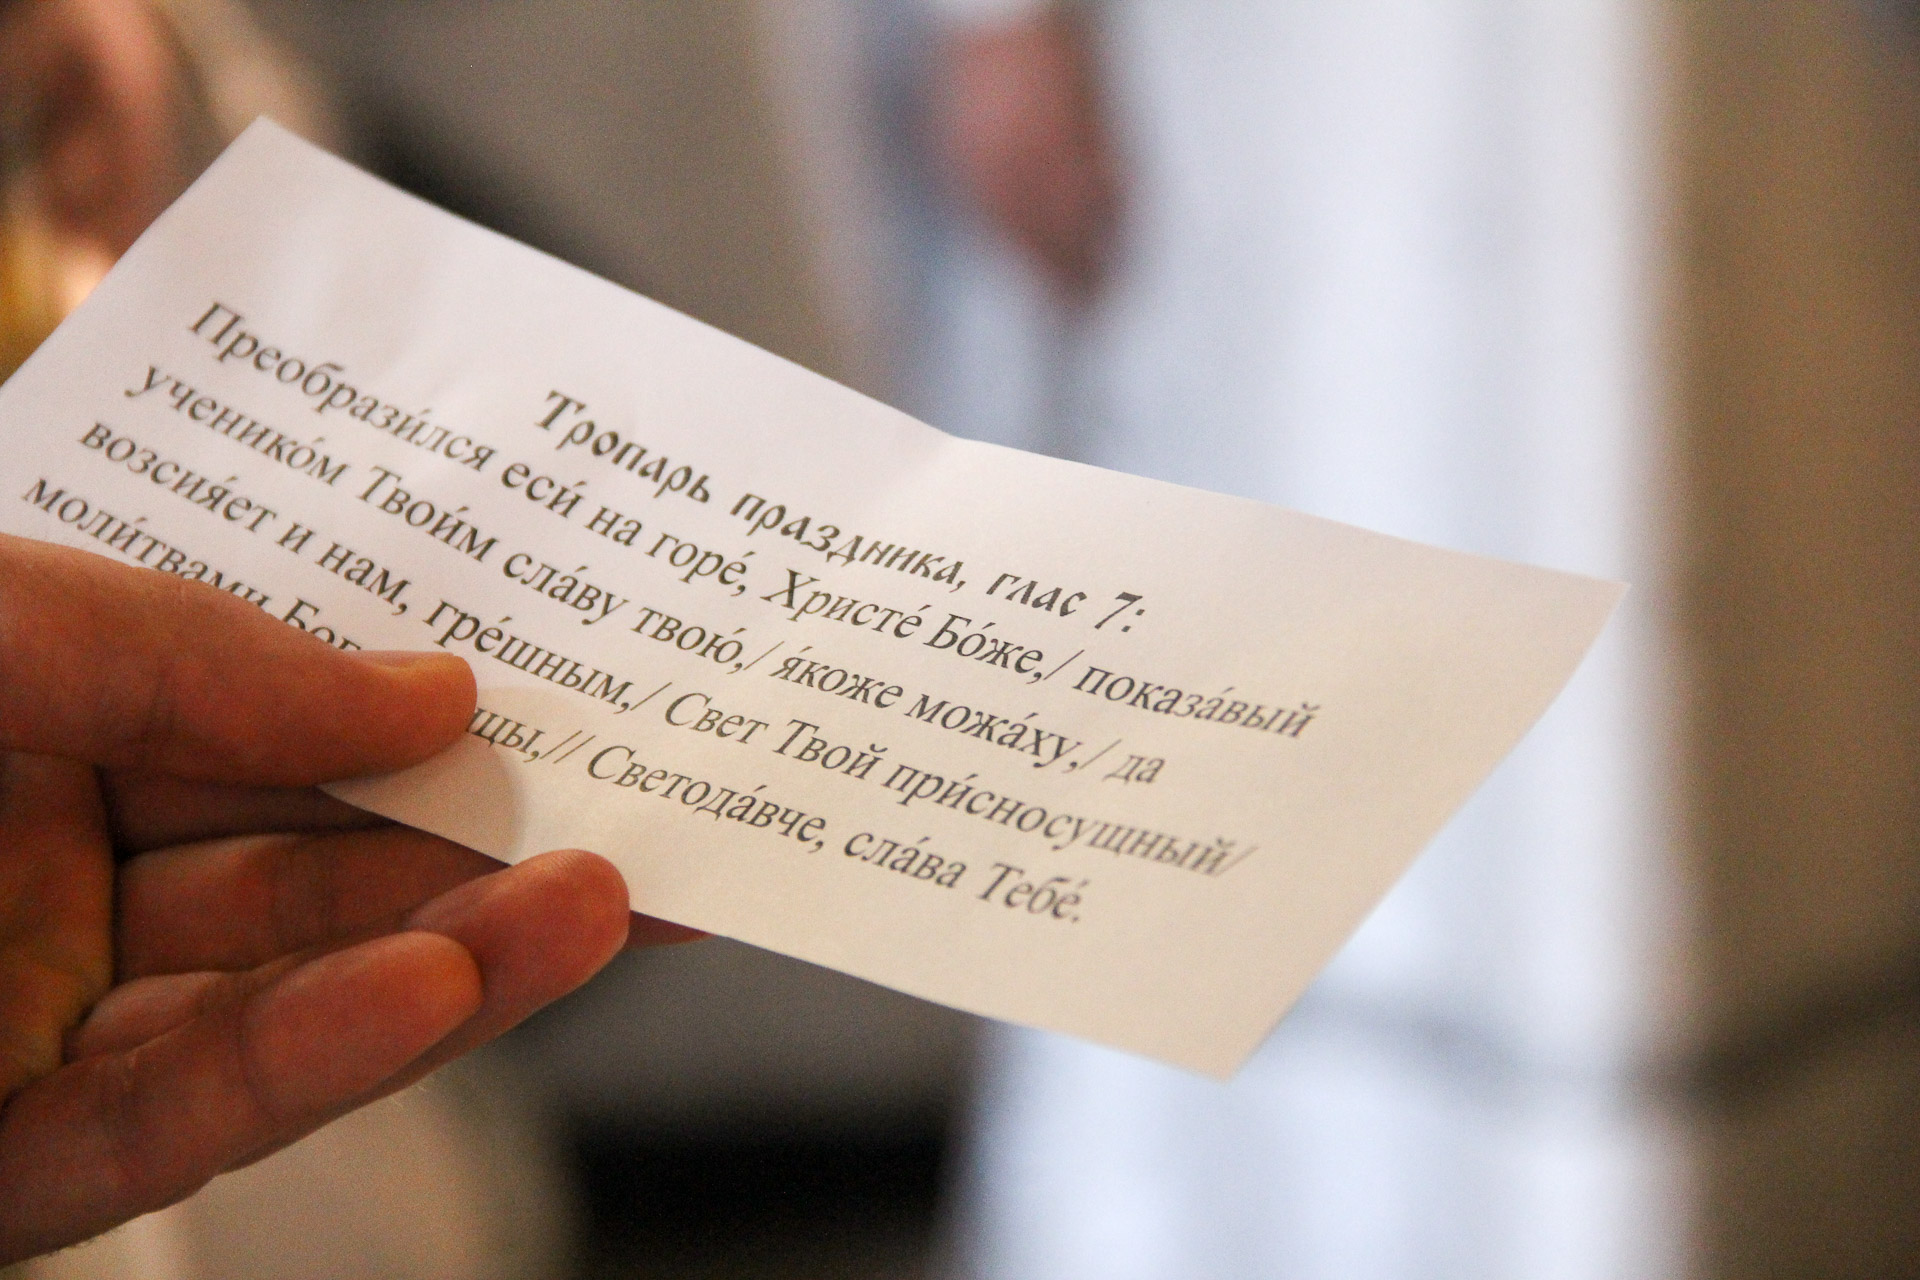 Тропарь праздника, глас 7:
Преобрази́лся еси́ на горе́, Христе́ Бо́же,/ показа́вый
ученико́м Твои́м сла́ву твою́,/ я́коже можа́ху,/ да
возсия́ет и нам, гре́шным,/ Свет Твой при́сносущный/
моли́твами Бог цы,// Светода́вче, сла́ва Тебе́.